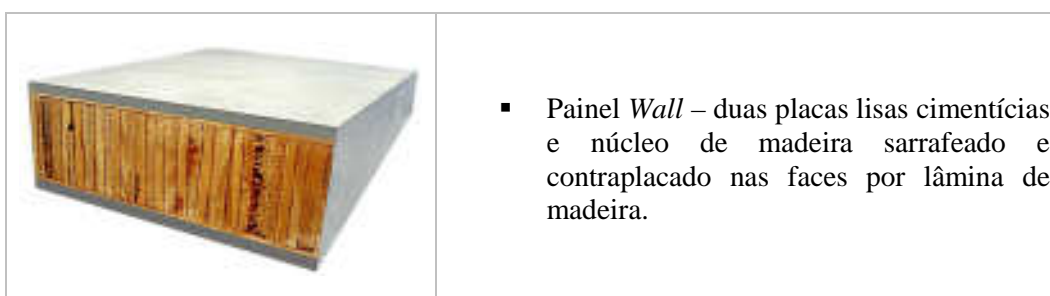 ▪ Painel Wall – duas placas lisas cimentícias
e núcleo de madeira sarrafeado e
contraplacado nas faces por lâmina de
madeira.